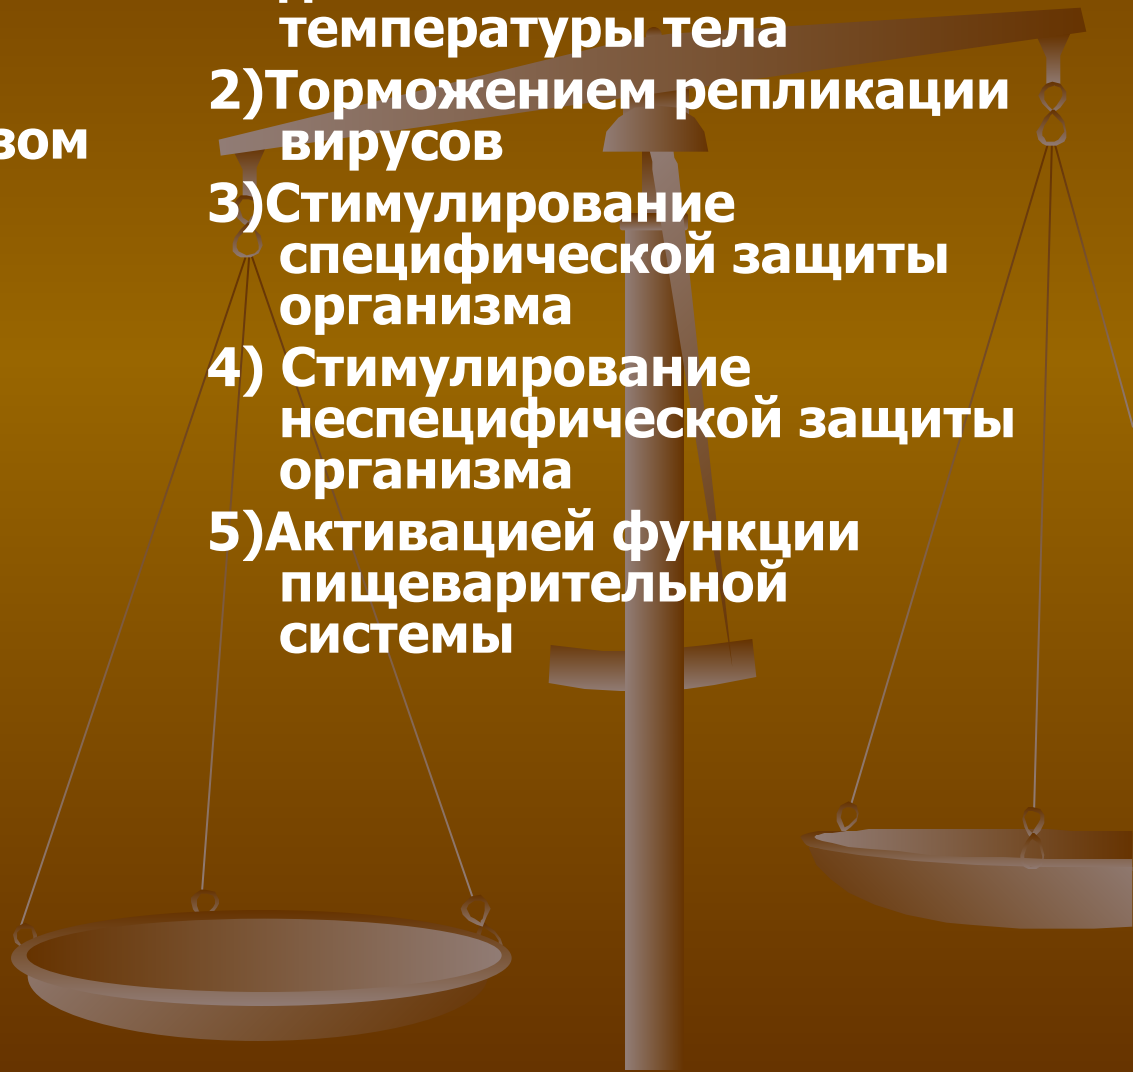 температуры тела
2)Торможением репликации
вирусов
зом
3)Стимулирование
специфической защиты
организма
4) Стимулирование
неспецифической защиты
организма
5)Активацией функции
пищеварительной
системы